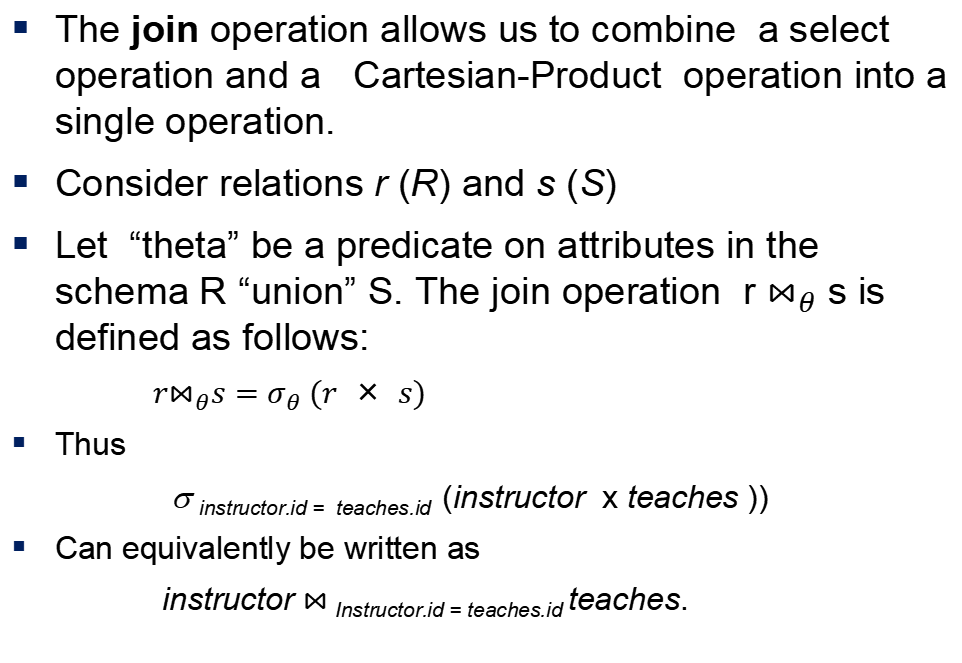 ▪ The join operation allows us to combine a select
operation and a Cartesian-Product operation into a
single operation.
▪ Consider relations r (R) and s (S)
▪ Let “theta” be a predicate on attributes in the
schema R “union” S. The join operation r ⋈θ s is
defined as follows:
r⋈θs = σθ (r × s)
▪ Thus
σ instructor.id = teaches.id (instructor x teaches ))
▪ Can equivalently be written as
instructor ⋈ Instructor.id = teaches.id teaches.